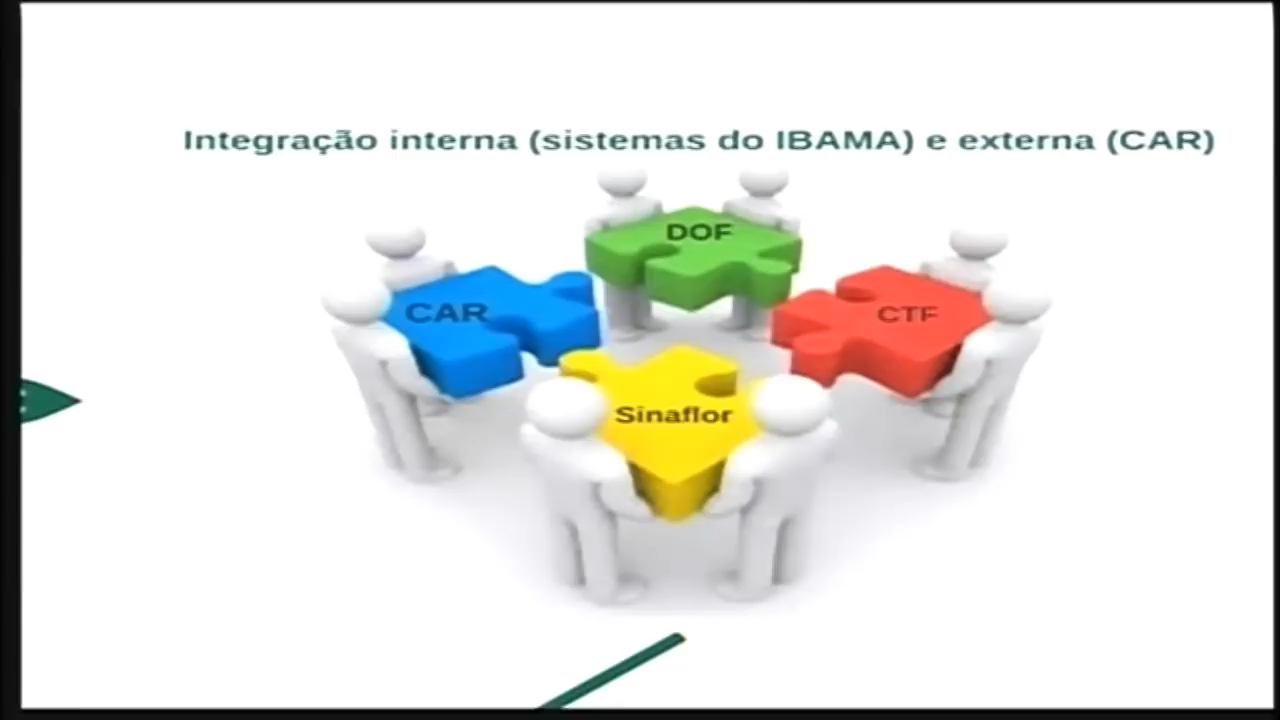 Integração interna (sistemas do IBAMA) e externa (CAR)
DOF
CAR
CTF
Sinaflor